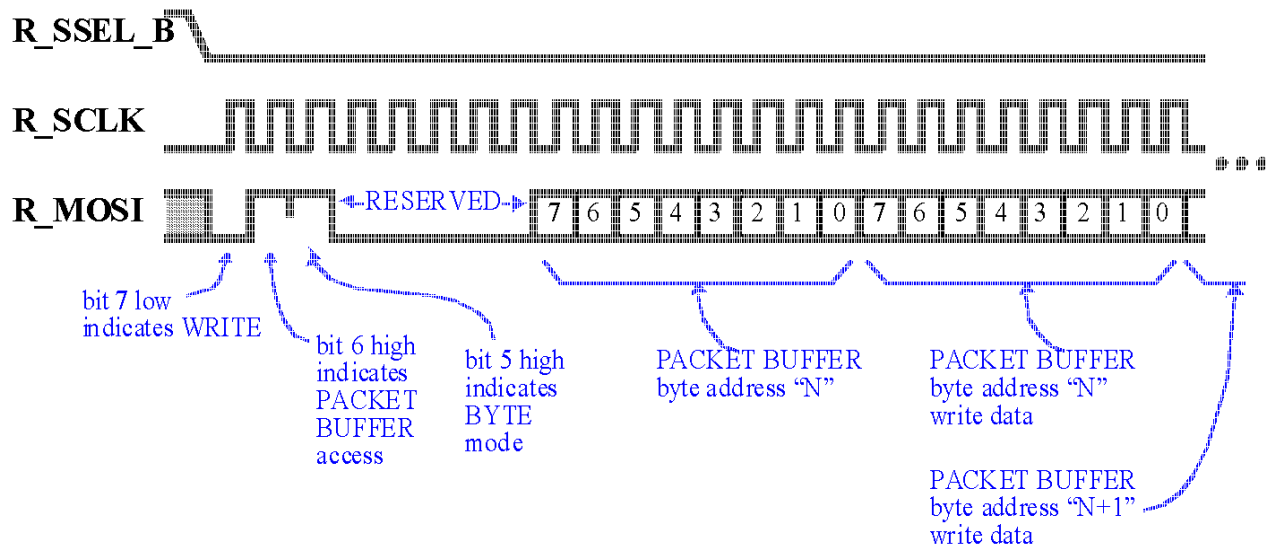 R_SSEL_B
R_SCLK
R_MOSI
RESERVED
7 6 5 4 3 2 1 0 7 6 5 4 3 2 1 0
bit 7 low
indicates WRITE
bit 6 high
indicates
PACKET
BUFFER
access
bit 5 high
indicates
BYTE
mode
PACKET BUFFER
byte address “N”
PACKET BUFFER
byte address “N”
write data
PACKET BUFFER
byte address “N+1”
write data